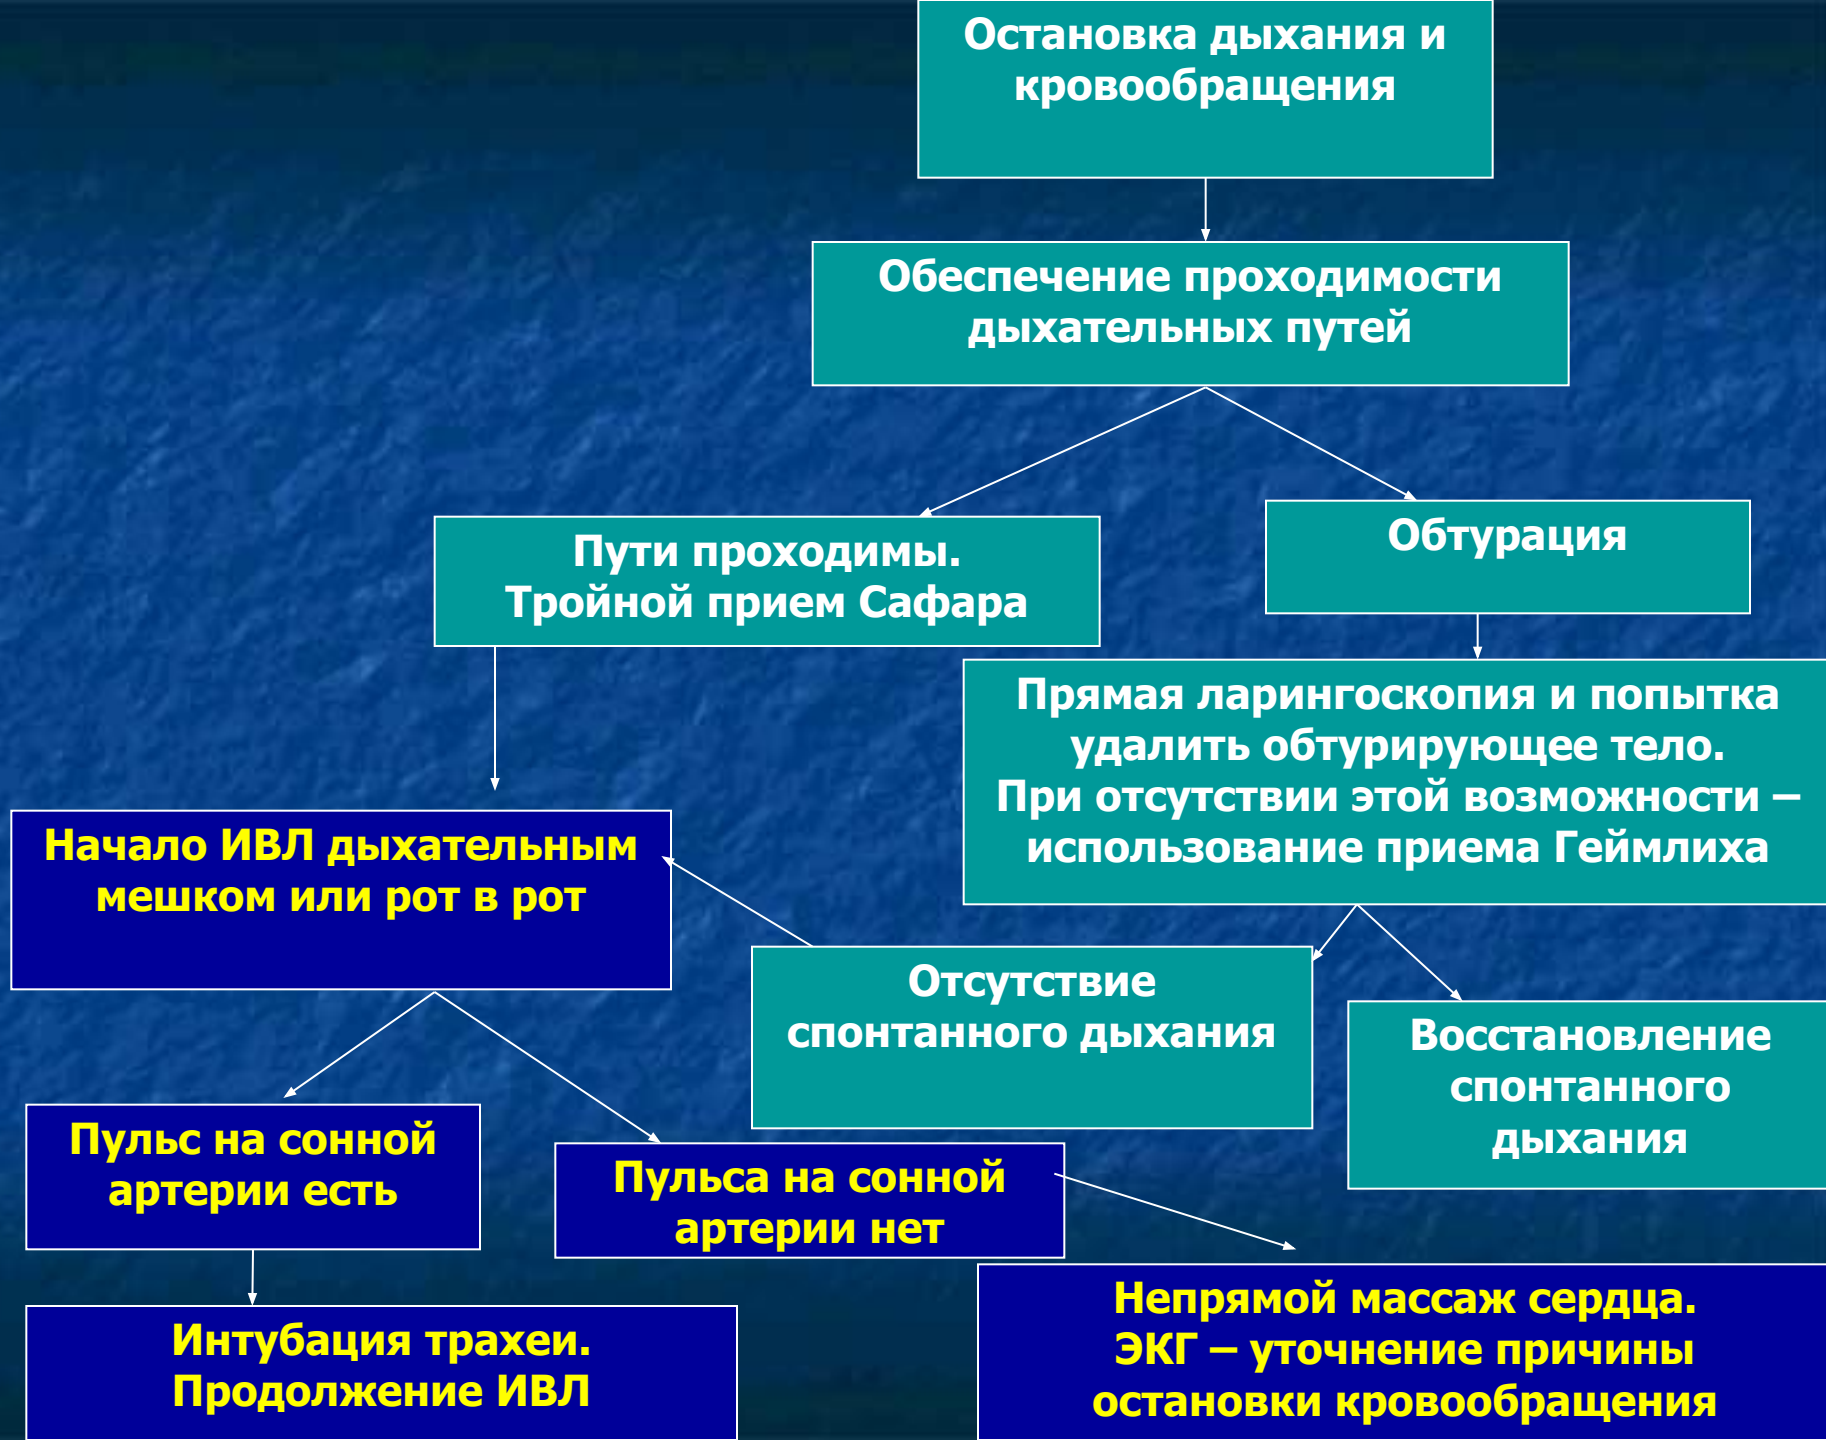 Остановка дыхания и
кровообращения
Обеспечение проходимости
дыхательных путей
Пути проходимы.
Тройной прием Сафара
Обтурация
Прямая ларингоскопия и попытка
удалить обтурирующее тело.
При отсутствии этой возможности –
использование приема Геймлиха
Начало ИВЛ дыхательным
мешком или рот в рот
Отсутствие
спонтанного дыхания
Восстановление
спонтанного
дыхания
Пульс на сонной
артерии есть
Пульса на сонной
артерии нет
Интубация трахеи.
Продолжение ИВЛ
Непрямой массаж сердца.
ЭКГ – уточнение причины
остановки кровообращения